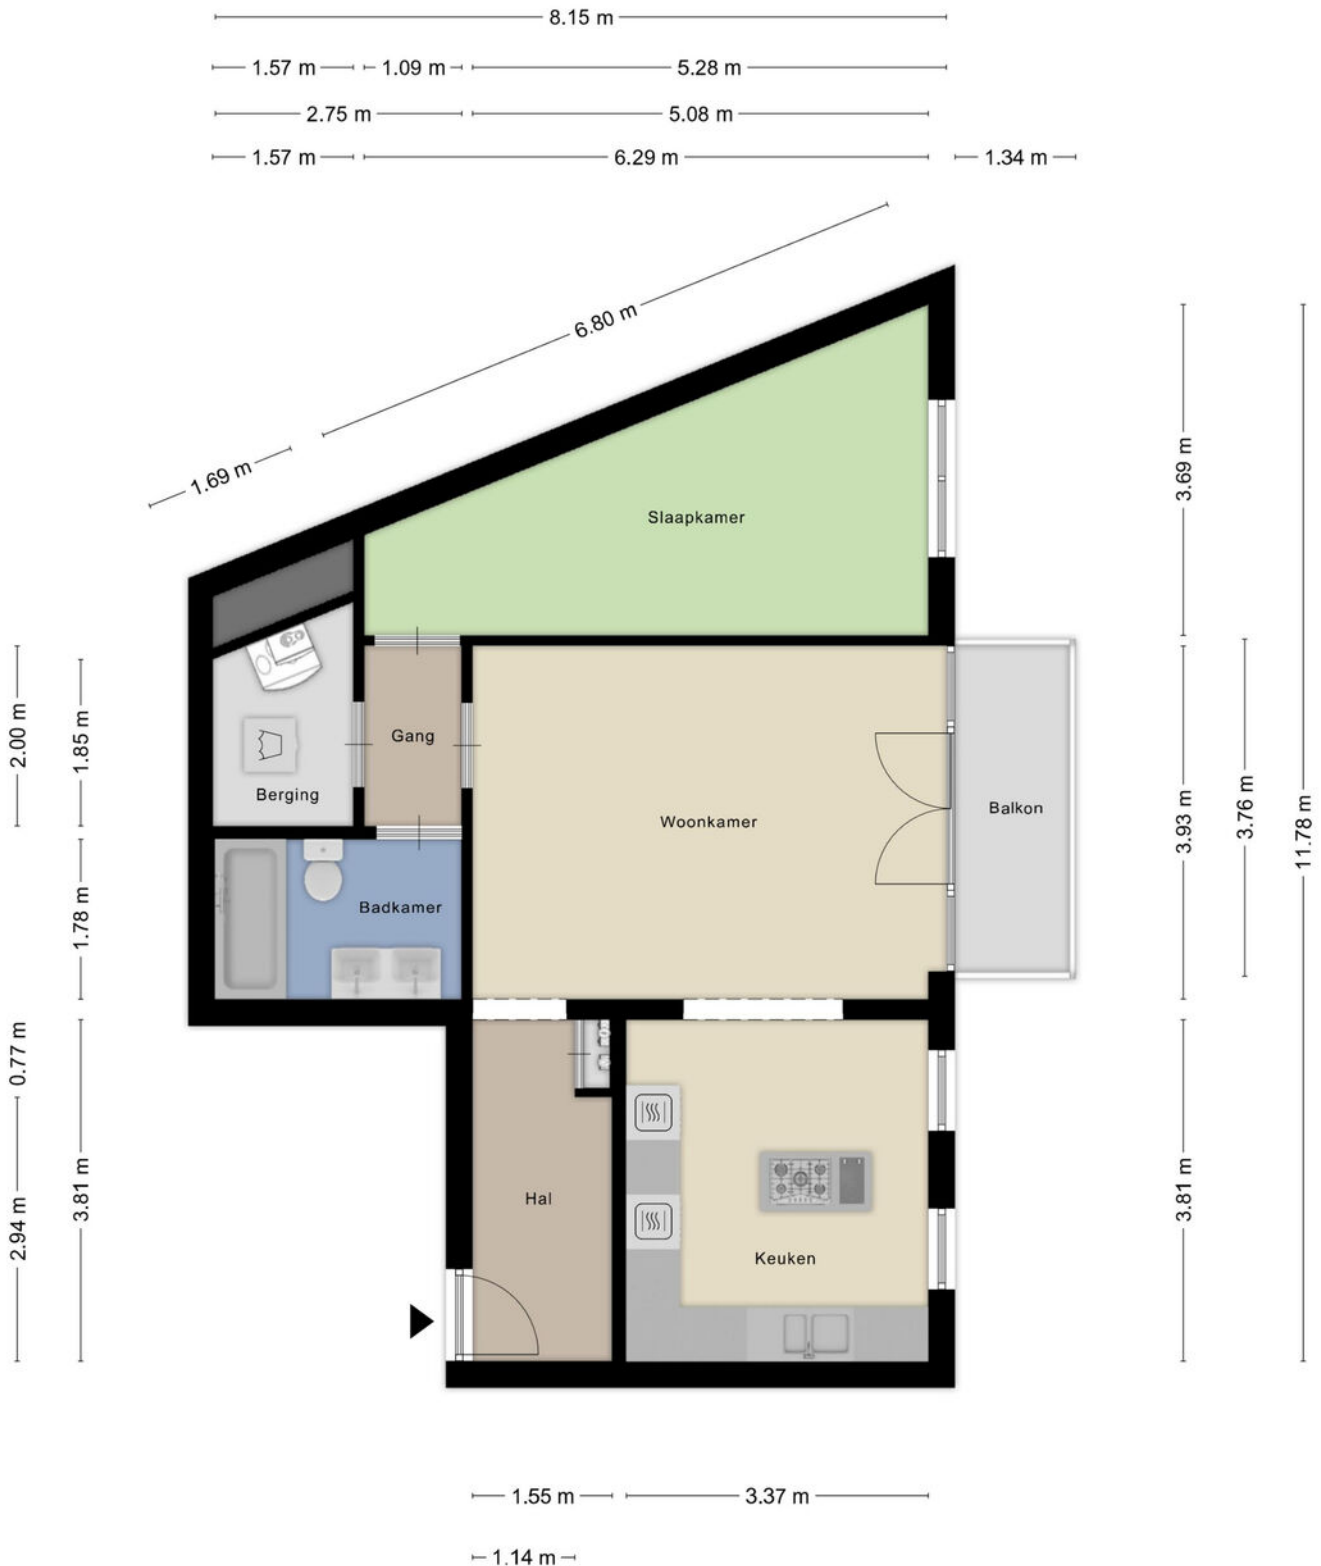 8.15 m
1.57 m
1.09 m
5.28 m
2.75 m
5.08 m
1.57 m
6.29 m
1.34 m
6.80 m
1.69 m
3.69 m
Slaapkamer
2.00 m
1.85 m
Gang
Berging
Woonkamer
Balkon
3.93 m
3.76 m
11.78 m
1.78 m
Badkamer
0.77 m
2.94 m
3.81 m
Hal
Keuken
3.81 m
1.55 m
3.37 m
1.14 m